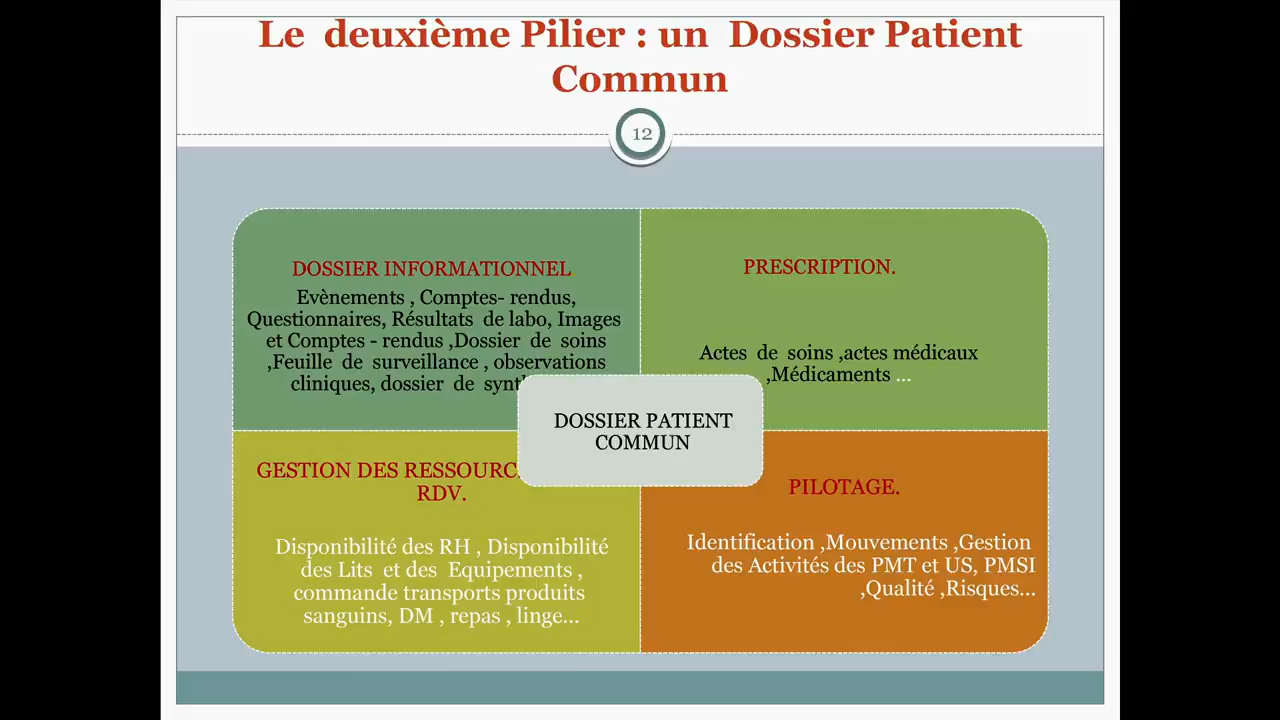 Le deuxième Pilier : un Dossier Patient
Commun
12
DOSSIER INFORMATIONNEL
Evènements , Comptes- rendus,
Questionnaires, Résultats de labo, Images
et Comptes - rendus ,Dossier de soins
,Feuille de surveillance , observations
cliniques, dossier de
PRESCRIPTION.
Actes de soins ,actes médicaux
,Médicaments ...
DOSSIER PATIENT
COMMUN
GESTION DES
RDV.
Disponibilité des RH , Disponibilité
des Lits et des Equipements ,
commande transports produits
sanguins, DM , repas , linge...
PILOTAGE.
Identification ,Mouvements ,Gestion
des Activités des PMT et US, PMSI
,Qualité ,Risques...